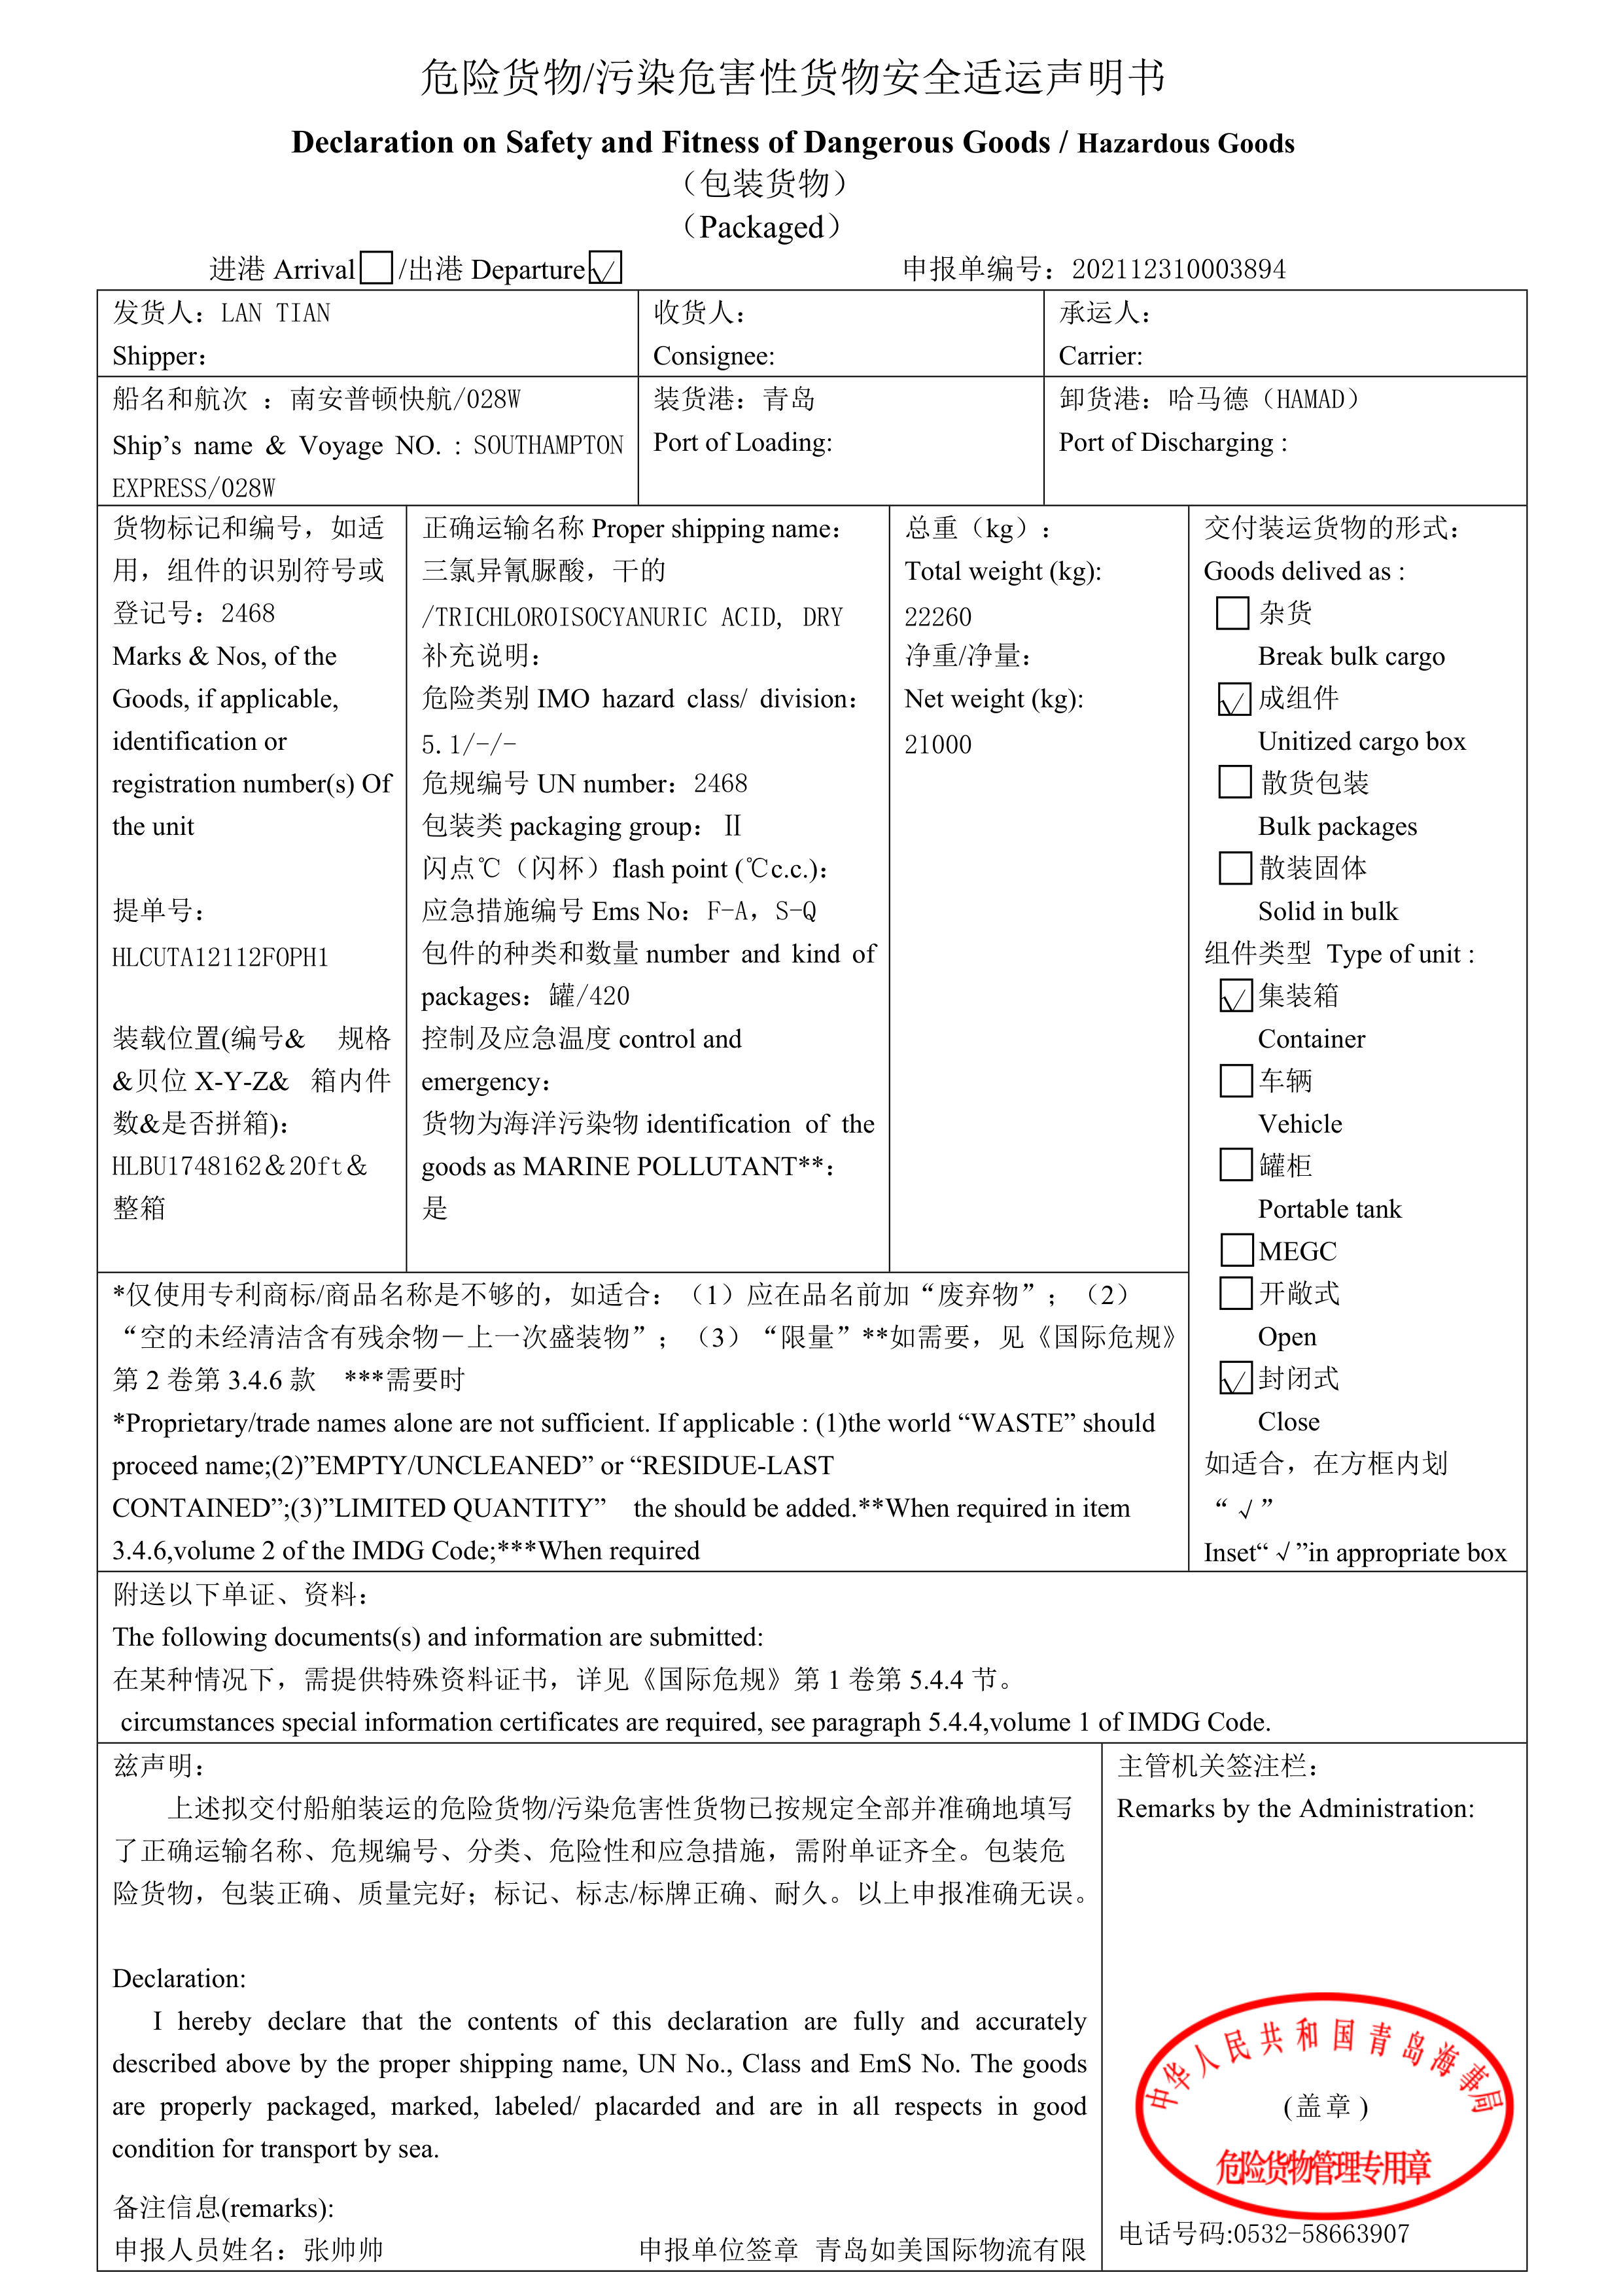 危险货物/污染危害性货物安全适运声明书
Declaration on Safety and Fitness of Dangerous Goods / Hazardous Goods
（包装货物）
（Packaged）
进港 Arrival /出港 Departure√ 申报单编号：202112310003894
发货人：LAN TIAN
Shipper：
收货人：
Consignee:
承运人：
Carrier:
船名和航次 ：南安普顿快航/028W
Ship’s name & Voyage NO. : SOUTHAMPTON
EXPRESS/028W
装货港：青岛
Port of Loading:
卸货港：哈马德（HAMAD）
Port of Discharging :
货物标记和编号，如适
用，组件的识别符号或
登记号：2468
Marks & Nos, of the
Goods, if applicable,
identification or
registration number(s) Of
the unit
提单号：
HLCUTA12112FOPH1
装载位置(编号& 规格
&贝位 X-Y-Z& 箱内件
数&是否拼箱)：
HLBU1748162&20ft&
整箱
正确运输名称 Proper shipping name：
三氯异氰脲酸，干的
/TRICHLOROISOCYANURIC ACID, DRY
补充说明：
危险类别 IMO hazard class/ division：
5.1/-/-
危规编号 UN number：2468
包装类 packaging group：Ⅱ
闪点℃（闪杯）flash point (℃c.c.)：
应急措施编号 Ems No：F-A，S-Q
包件的种类和数量 number and kind of
packages：罐/420
控制及应急温度 control and
emergency：
货物为海洋污染物 identification of the
goods as MARINE POLLUTANT**：
是
总重（kg）：
Total weight (kg):
22260
净重/净量：
Net weight (kg):
21000
交付装运货物的形式：
Goods delived as :
杂货
Break bulk cargo
√ 成组件
Unitized cargo box
散货包装
Bulk packages
散装固体
Solid in bulk
组件类型 Type of unit :
√ 集装箱
Container
车辆
Vehicle
罐柜
Portable tank
MEGC
开敞式
Open
√ 封闭式
Close
如适合，在方框内划
“√”
Inset“√”in appropriate box
*仅使用专利商标/商品名称是不够的，如适合：（1）应在品名前加“废弃物”；（2）
“空的未经清洁含有残余物－上一次盛装物”；（3）“限量”**如需要，见《国际危规》
第 2 卷第 3.4.6 款 ***需要时
*Proprietary/trade names alone are not sufficient. If applicable : (1)the world “WASTE” should
proceed name;(2)”EMPTY/UNCLEANED” or “RESIDUE-LAST
CONTAINED”;(3)”LIMITED QUANTITY” the should be added.**When required in item
3.4.6,volume 2 of the IMDG Code;***When required
附送以下单证、资料：
The following documents(s) and information are submitted:
在某种情况下，需提供特殊资料证书，详见《国际危规》第 1 卷第 5.4.4 节。
circumstances special information certificates are required, see paragraph 5.4.4,volume 1 of IMDG Code.
兹声明：
上述拟交付船舶装运的危险货物/污染危害性货物已按规定全部并准确地填写
了正确运输名称、危规编号、分类、危险性和应急措施，需附单证齐全。包装危
险货物，包装正确、质量完好；标记、标志/标牌正确、耐久。以上申报准确无误。
Declaration:
I hereby declare that the contents of this declaration are fully and accurately
described above by the proper shipping name, UN No., Class and EmS No. The goods
are properly packaged, marked, labeled/ placarded and are in all respects in good
condition for transport by sea.
备注信息(remarks):
申报人员姓名：张帅帅 申报单位签章 青岛如美国际物流有限
主管机关签注栏：
Remarks by the Administration:
中华人民共和国青岛海事局
(盖章)
危险货物管理专用章
电话号码:0532-58663907